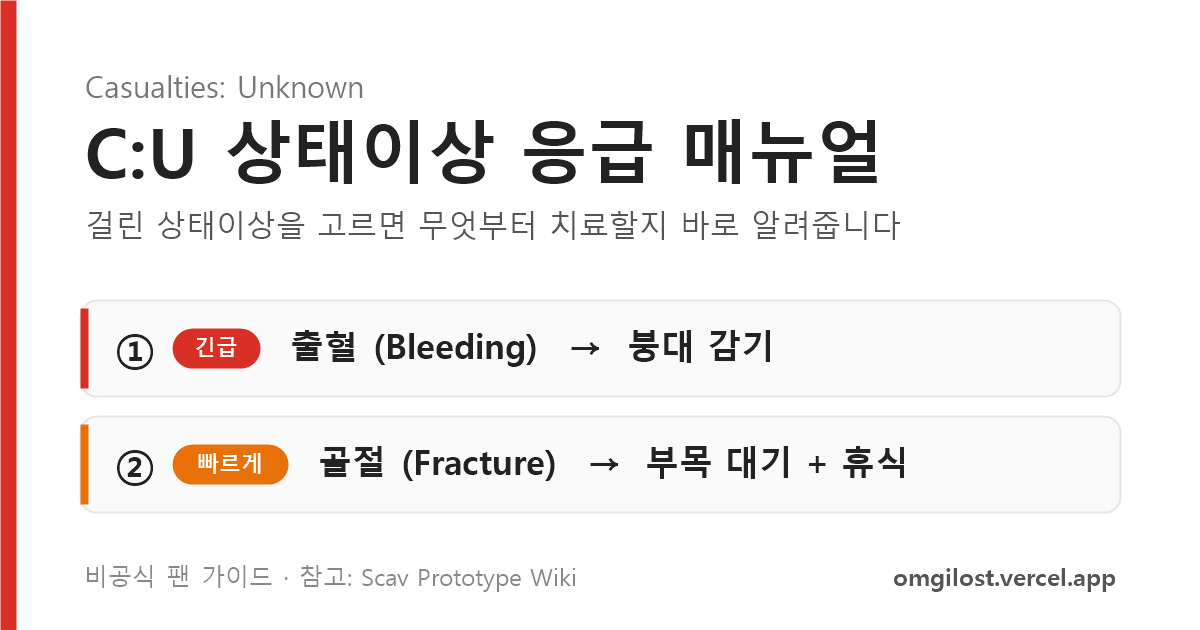 Casualties: Unknown
C:U 상태이상 응급 매뉴얼
걸린 상태이상을 고르면 무엇부터 치료할지 바로 알려줍니다
① 긴급 출혈 (Bleeding) → 붕대 감기
② 빠르게 골절 (Fracture) → 부목 대기 + 휴식
비공식 팬 가이드 · 참고: Scav Prototype Wiki
omgilost.vercel.app